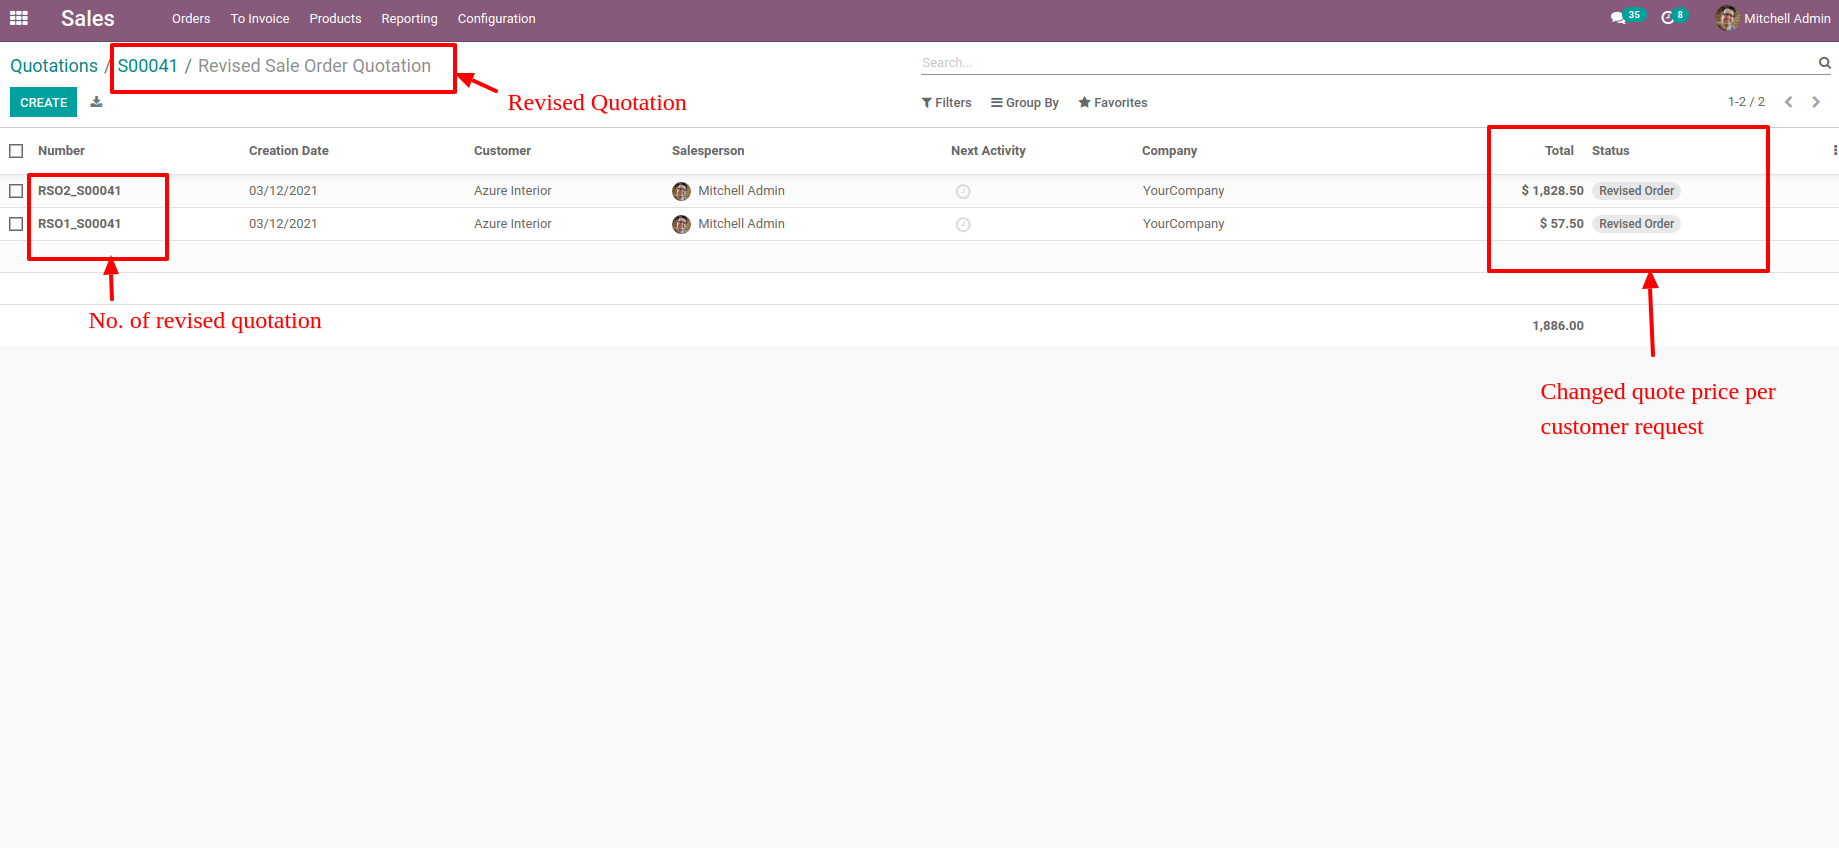 Sales Orders To Invoice Products Reporting Configuration 35 8 Mitchell Admin
Quotations / S00041 / Revised Sale Order Quotation Search...
CREATE Revised Quotation Filters Group By Favorites 1-2 / 2
Number Creation Date Customer Salesperson Next Activity Company Total Status
RSO2_S00041 03/12/2021 Azure Interior Mitchell Admin YourCompany $ 1,828.50 Revised Order
RSO1_S00041 03/12/2021 Azure Interior Mitchell Admin YourCompany $ 57.50 Revised Order
No. of revised quotation 1,886.00
Changed quote price per
customer request